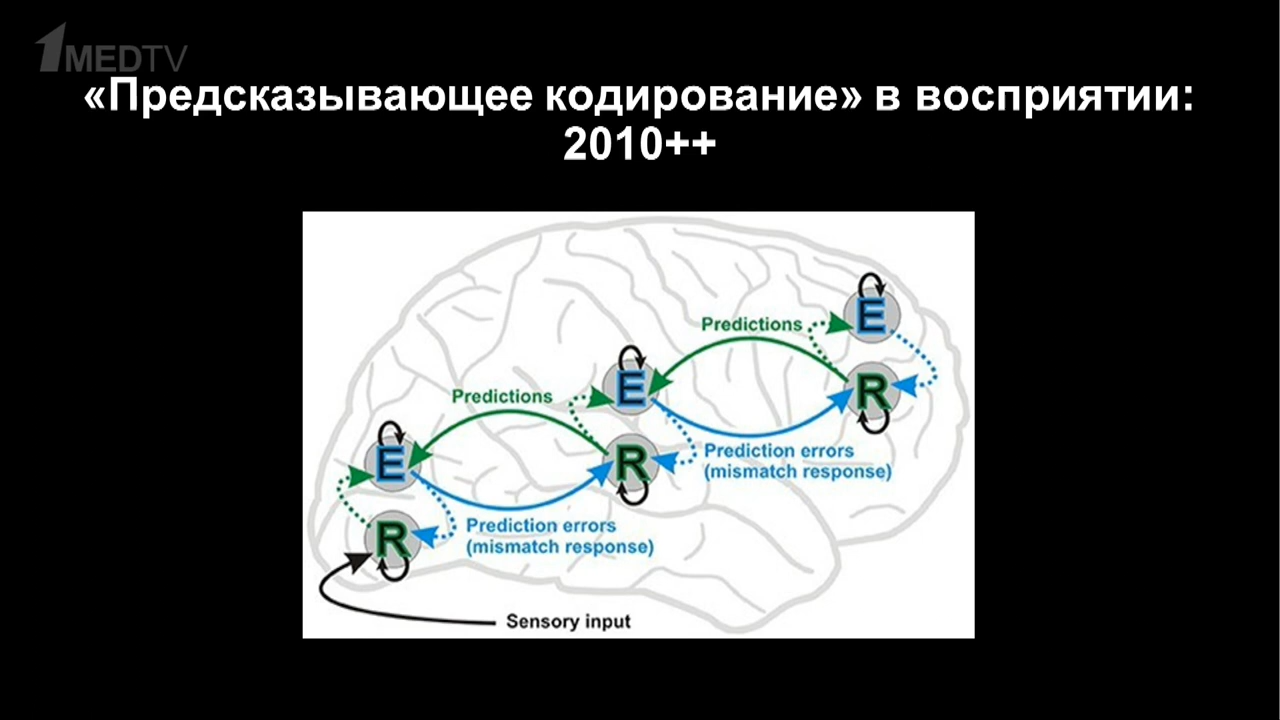 1MEDTV
«Предсказывающее кодирование» в восприятии:
2010++
E
Predictions
R
E
Predictions
Prediction errors
(mismatch response)
E
R
Prediction errors
(mismatch response)
R
Sensory input